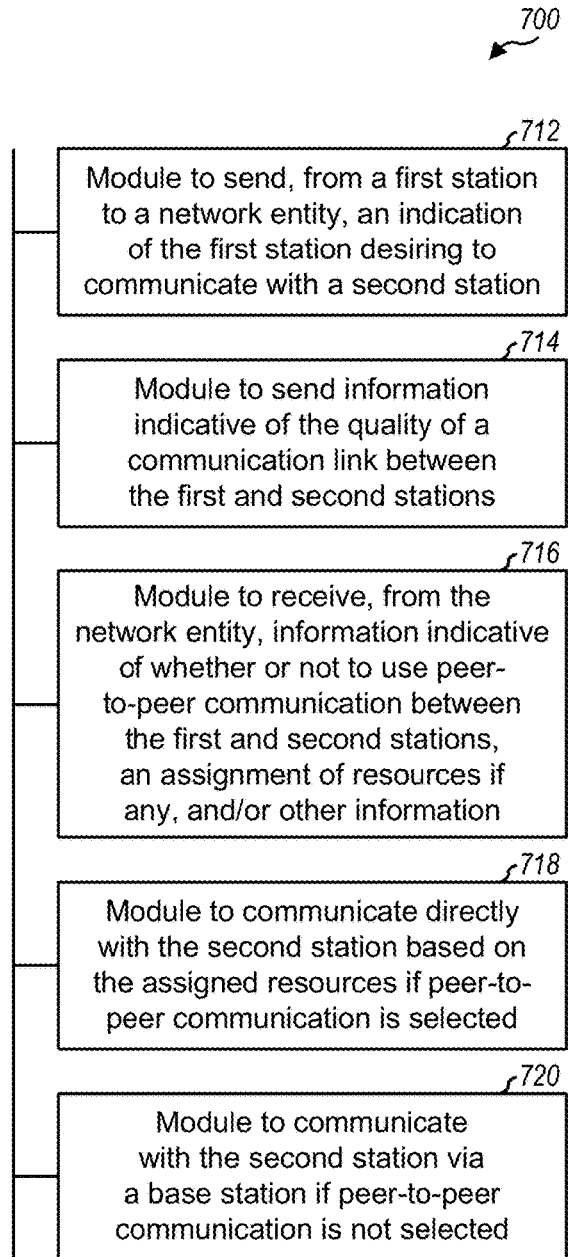 700
712
Module to send, from a first station
to a network entity, an indication
of the first station desiring to
communicate with a second station
714
Module to send information
indicative of the quality of a
communication link between
the first and second stations
716
Module to receive, from the
network entity, information indicative
of whether or not to use peer-
to-peer communication between
the first and second stations,
an assignment of resources if
any, and/or other information
718
Module to communicate directly
with the second station based on
the assigned resources if peer-to-
peer communication is selected
720
Module to communicate
with the second station via
a base station if peer-to-peer
communication is not selected